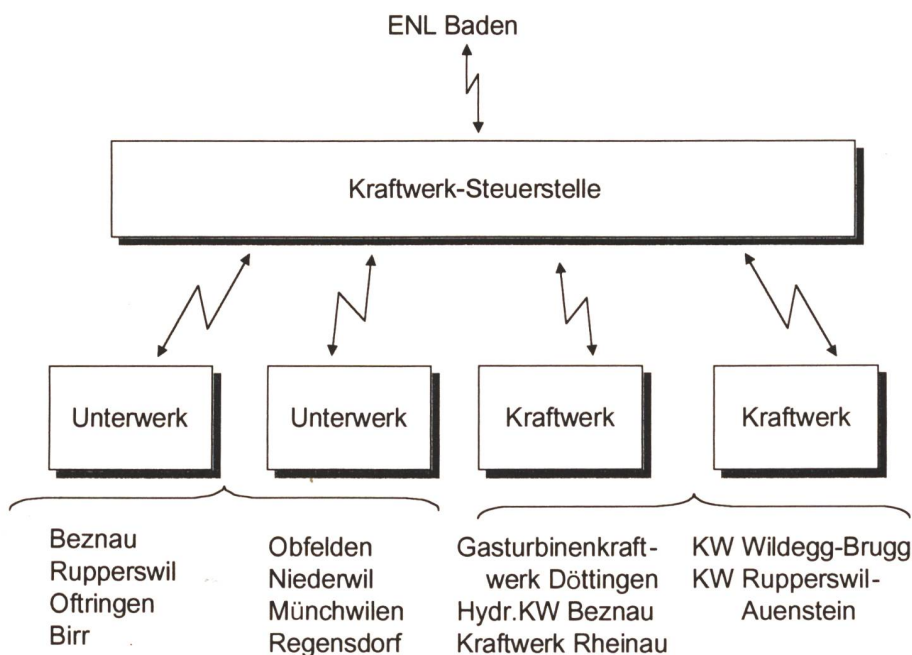 ENL Baden
Kraftwerk-Steuerstelle
Unterwerk
Unterwerk
Kraftwerk
Kraftwerk
Beznau
Rupperswil
Oftringen
Birr
Obfelden
Niederwil
Münchwilen
Regensdorf
Gasturbinenkraft-
werk Döttingen
Hydr.KW Beznau
Kraftwerk Rheinau
KW Wildegg-Brugg
KW Rupperswil-
Auenstein